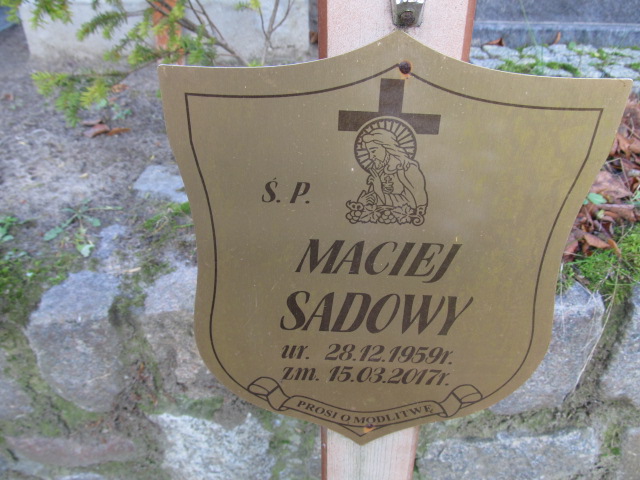 Ś. P.
MACIEJ
SADOWY
ur. 28.12.1959r.
zm. 15.03.2017r.
PROSI O MODLITWĘ